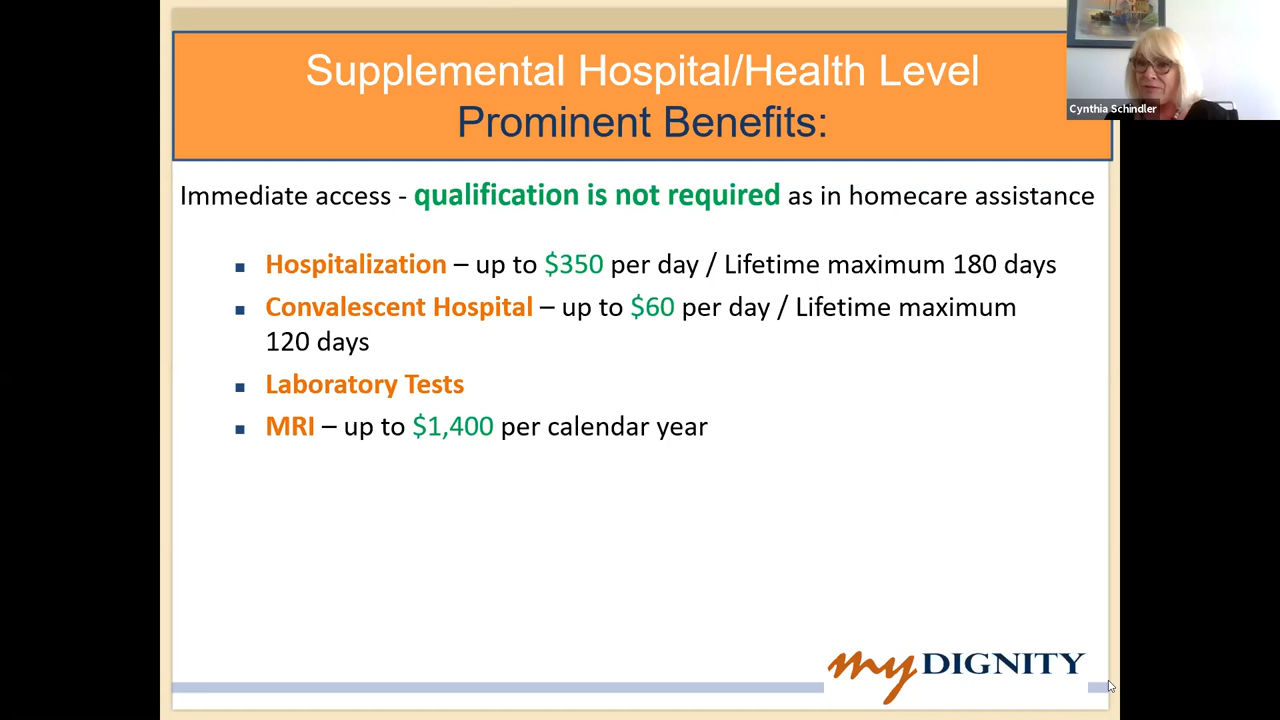 Supplemental Hospital/Health Level
Prominent Benefits:
Cynthia Schindler
Immediate access - qualification is not required as in homecare assistance
▪ Hospitalization – up to $350 per day / Lifetime maximum 180 days
▪ Convalescent Hospital – up to $60 per day / Lifetime maximum
120 days
▪ Laboratory Tests
▪ MRI – up to $1,400 per calendar year
my DIGNITY